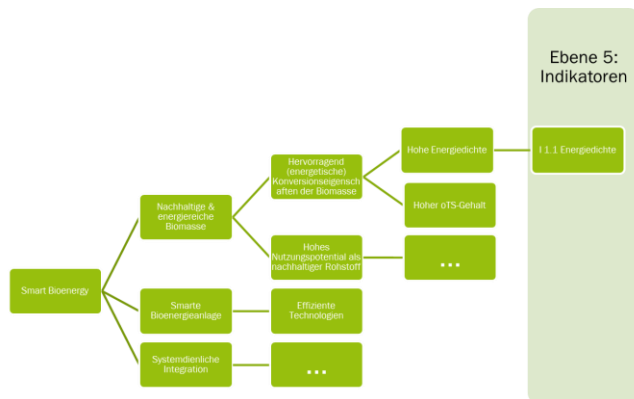 Ebene 5:
Indikatoren
Hohe Energiedichte
I 1.1 Energiedichte
Hervorragend
(energetische)
Konversionseigensch
aften der Biomasse
Nachhaltige &
energiereiche
Biomasse
Hoher oTS-Gehalt
Hohes
Nutzungspotential als
nachhaltiger Rohstoff
...
Smart Bioenergy
Smarte
Bioenergieanlage
Effiziente
Technologien
Systemdienliche
Integration
...